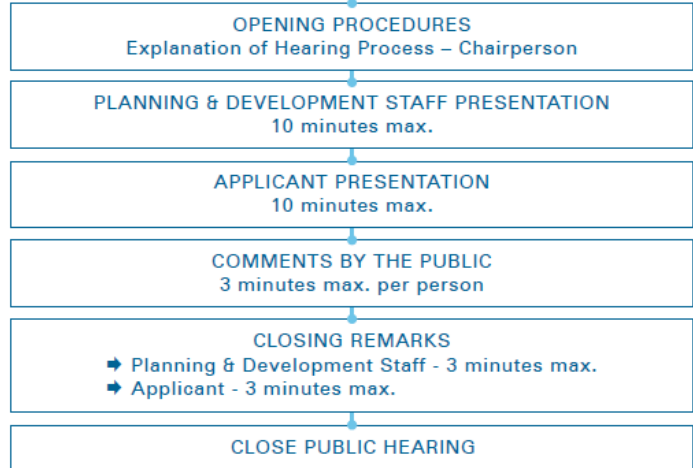 OPENING PROCEDURES
Explanation of Hearing Process – Chairperson
PLANNING & DEVELOPMENT STAFF PRESENTATION
10 minutes max.
APPLICANT PRESENTATION
10 minutes max.
COMMENTS BY THE PUBLIC
3 minutes max. per person
CLOSING REMARKS
➡ Planning & Development Staff - 3 minutes max.
➡ Applicant - 3 minutes max.
CLOSE PUBLIC HEARING